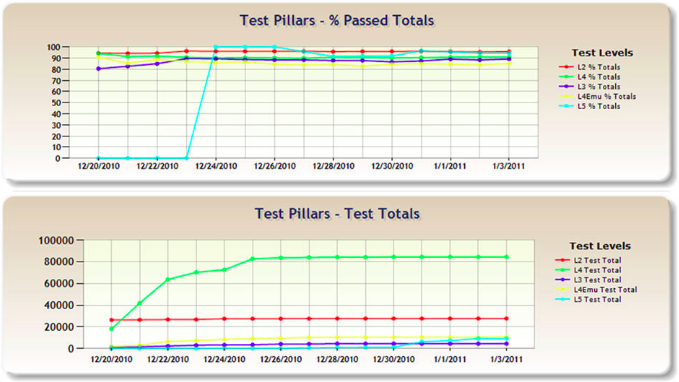 Test Pillars - % Passed Totals
100
90
80
70
60
50
40
30
20
10
0
12/20/2010 12/22/2010 12/24/2010 12/26/2010 12/28/2010 12/30/2010 1/1/2011 1/3/2011
Test Levels
L2 % Totals
L4 % Totals
L3 % Totals
L4Emu % Totals
L5 % Totals
Test Pillars - Test Totals
100000
80000
60000
40000
20000
0
12/20/2010 12/22/2010 12/24/2010 12/26/2010 12/28/2010 12/30/2010 1/1/2011 1/3/2011
Test Levels
L2 Test Total
L4 Test Total
L3 Test Total
L4Emu Test Total
L5 Test Total